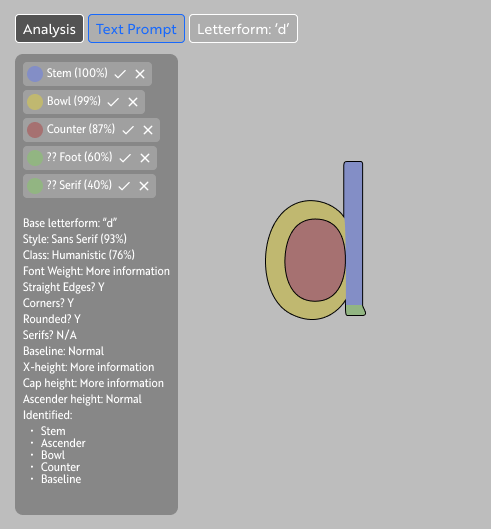 Analysis
Text Prompt
Letterform: ‘d’
Stem (100%)
Bowl (99%)
Counter (87%)
?? Foot (60%)
?? Serif (40%)
Base letterform: “d”
Style: Sans Serif (93%)
Class: Humanistic (76%)
Font Weight: More information
Straight Edges? Y
Corners? Y
Rounded? Y
Serifs? N/A
Baseline: Normal
X-height: More information
Cap height: More information
Ascender height: Normal
Identified:
· Stem
· Ascender
· Bowl
· Counter
· Baseline
d